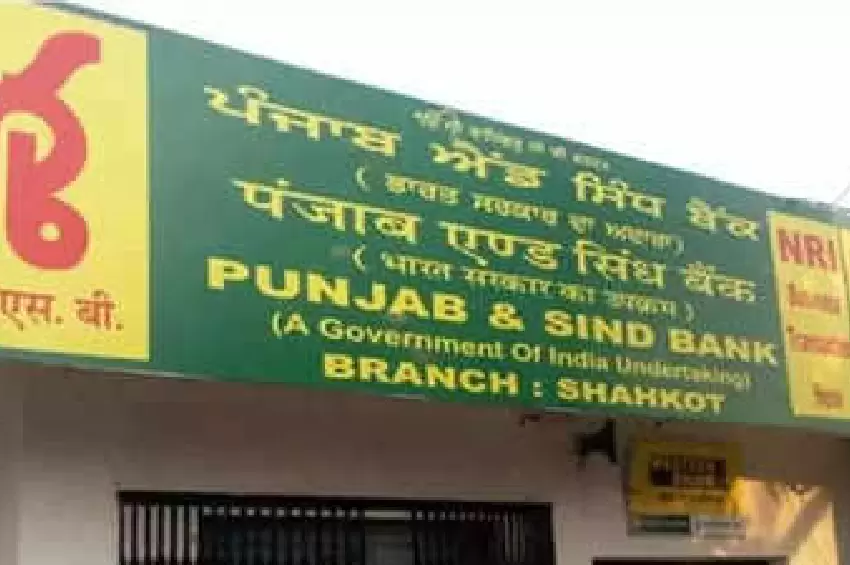 ਪੰਜਾਬ ਐਂਡ ਸਿੰਧ ਬੈਂਕ
( ਭਾਰਤ ਸਰਕਾਰ ਦਾ ਅਦਾਰਾ)
पंजाब एण्ड सिंध बैंक
( भारत सरकार का उपक्रम )
PUNJAB & SIND BANK
(A Government Of India Undertaking)
BRANCH : SHAHKOT
एस. बी.
NRI